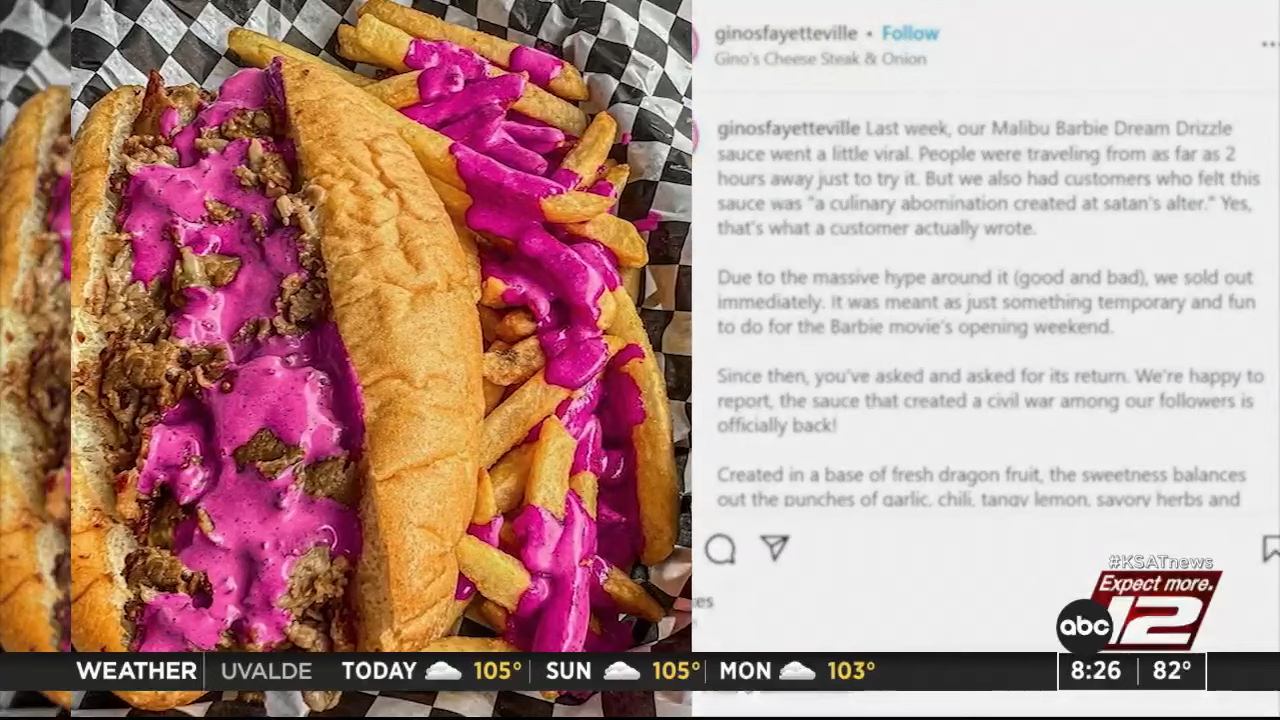 ginosfayetteville • Follow
Gino's Cheese Steak & Onion
ginosfayetteville Last week, our Malibu Barbie Dream Drizzle
sauce went a little viral. People were traveling from as far as 2
hours away just to try it. But we also had customers who felt this
sauce was "a culinary abomination created at satan's alter." Yes,
that's what a customer actually wrote.
Due to the massive hype around it (good and bad), we sold out
immediately. It was meant as just something temporary and fun
to do for the Barbie movie's opening weekend.
Since then, you've asked and asked for its return. We're happy to
report, the sauce that created a civil war among our followers is
officially back!
Created in a base of fresh dragon fruit, the sweetness balances
out the punches of garlic, chili, tangy lemon, savory herbs and
#KSATnews
Expect more.
abc 12
WEATHER UVALDE TODAY 105° SUN 105° MON 103°
8:26 82°